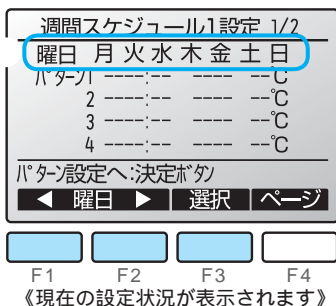 週間スケジュール1設定 1/2
曜日 月 火 水 木 金 土 日
パターン1 ----:-- ---- --℃
2 ----:-- ---- --℃
3 ----:-- ---- --℃
4 ----:-- ---- --℃
パターン設定へ:決定ボタン
◀ 曜日 ▶ 選択 ページ
F1 F2 F3 F4
《現在の設定状況が表示されます》